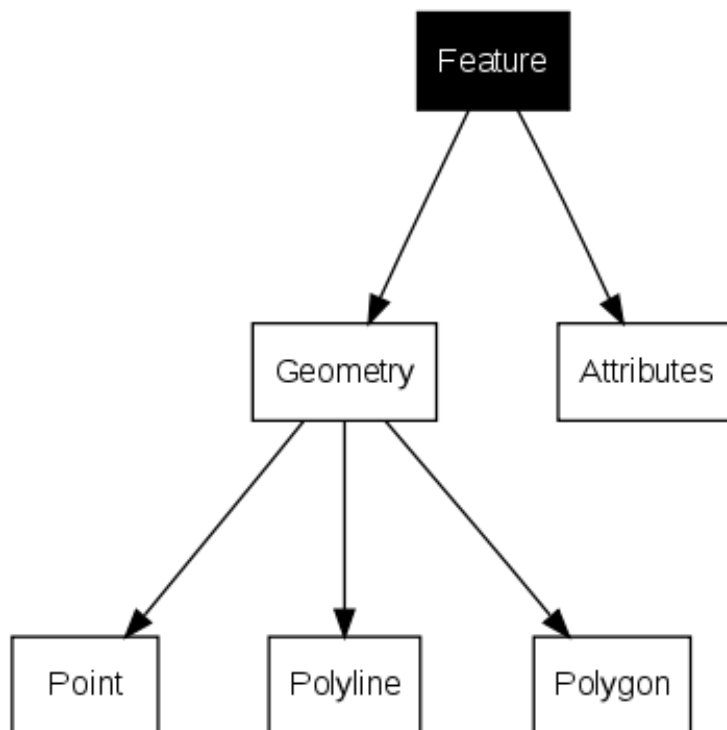 Feature
Geometry
Attributes
Point
Polyline
Polygon